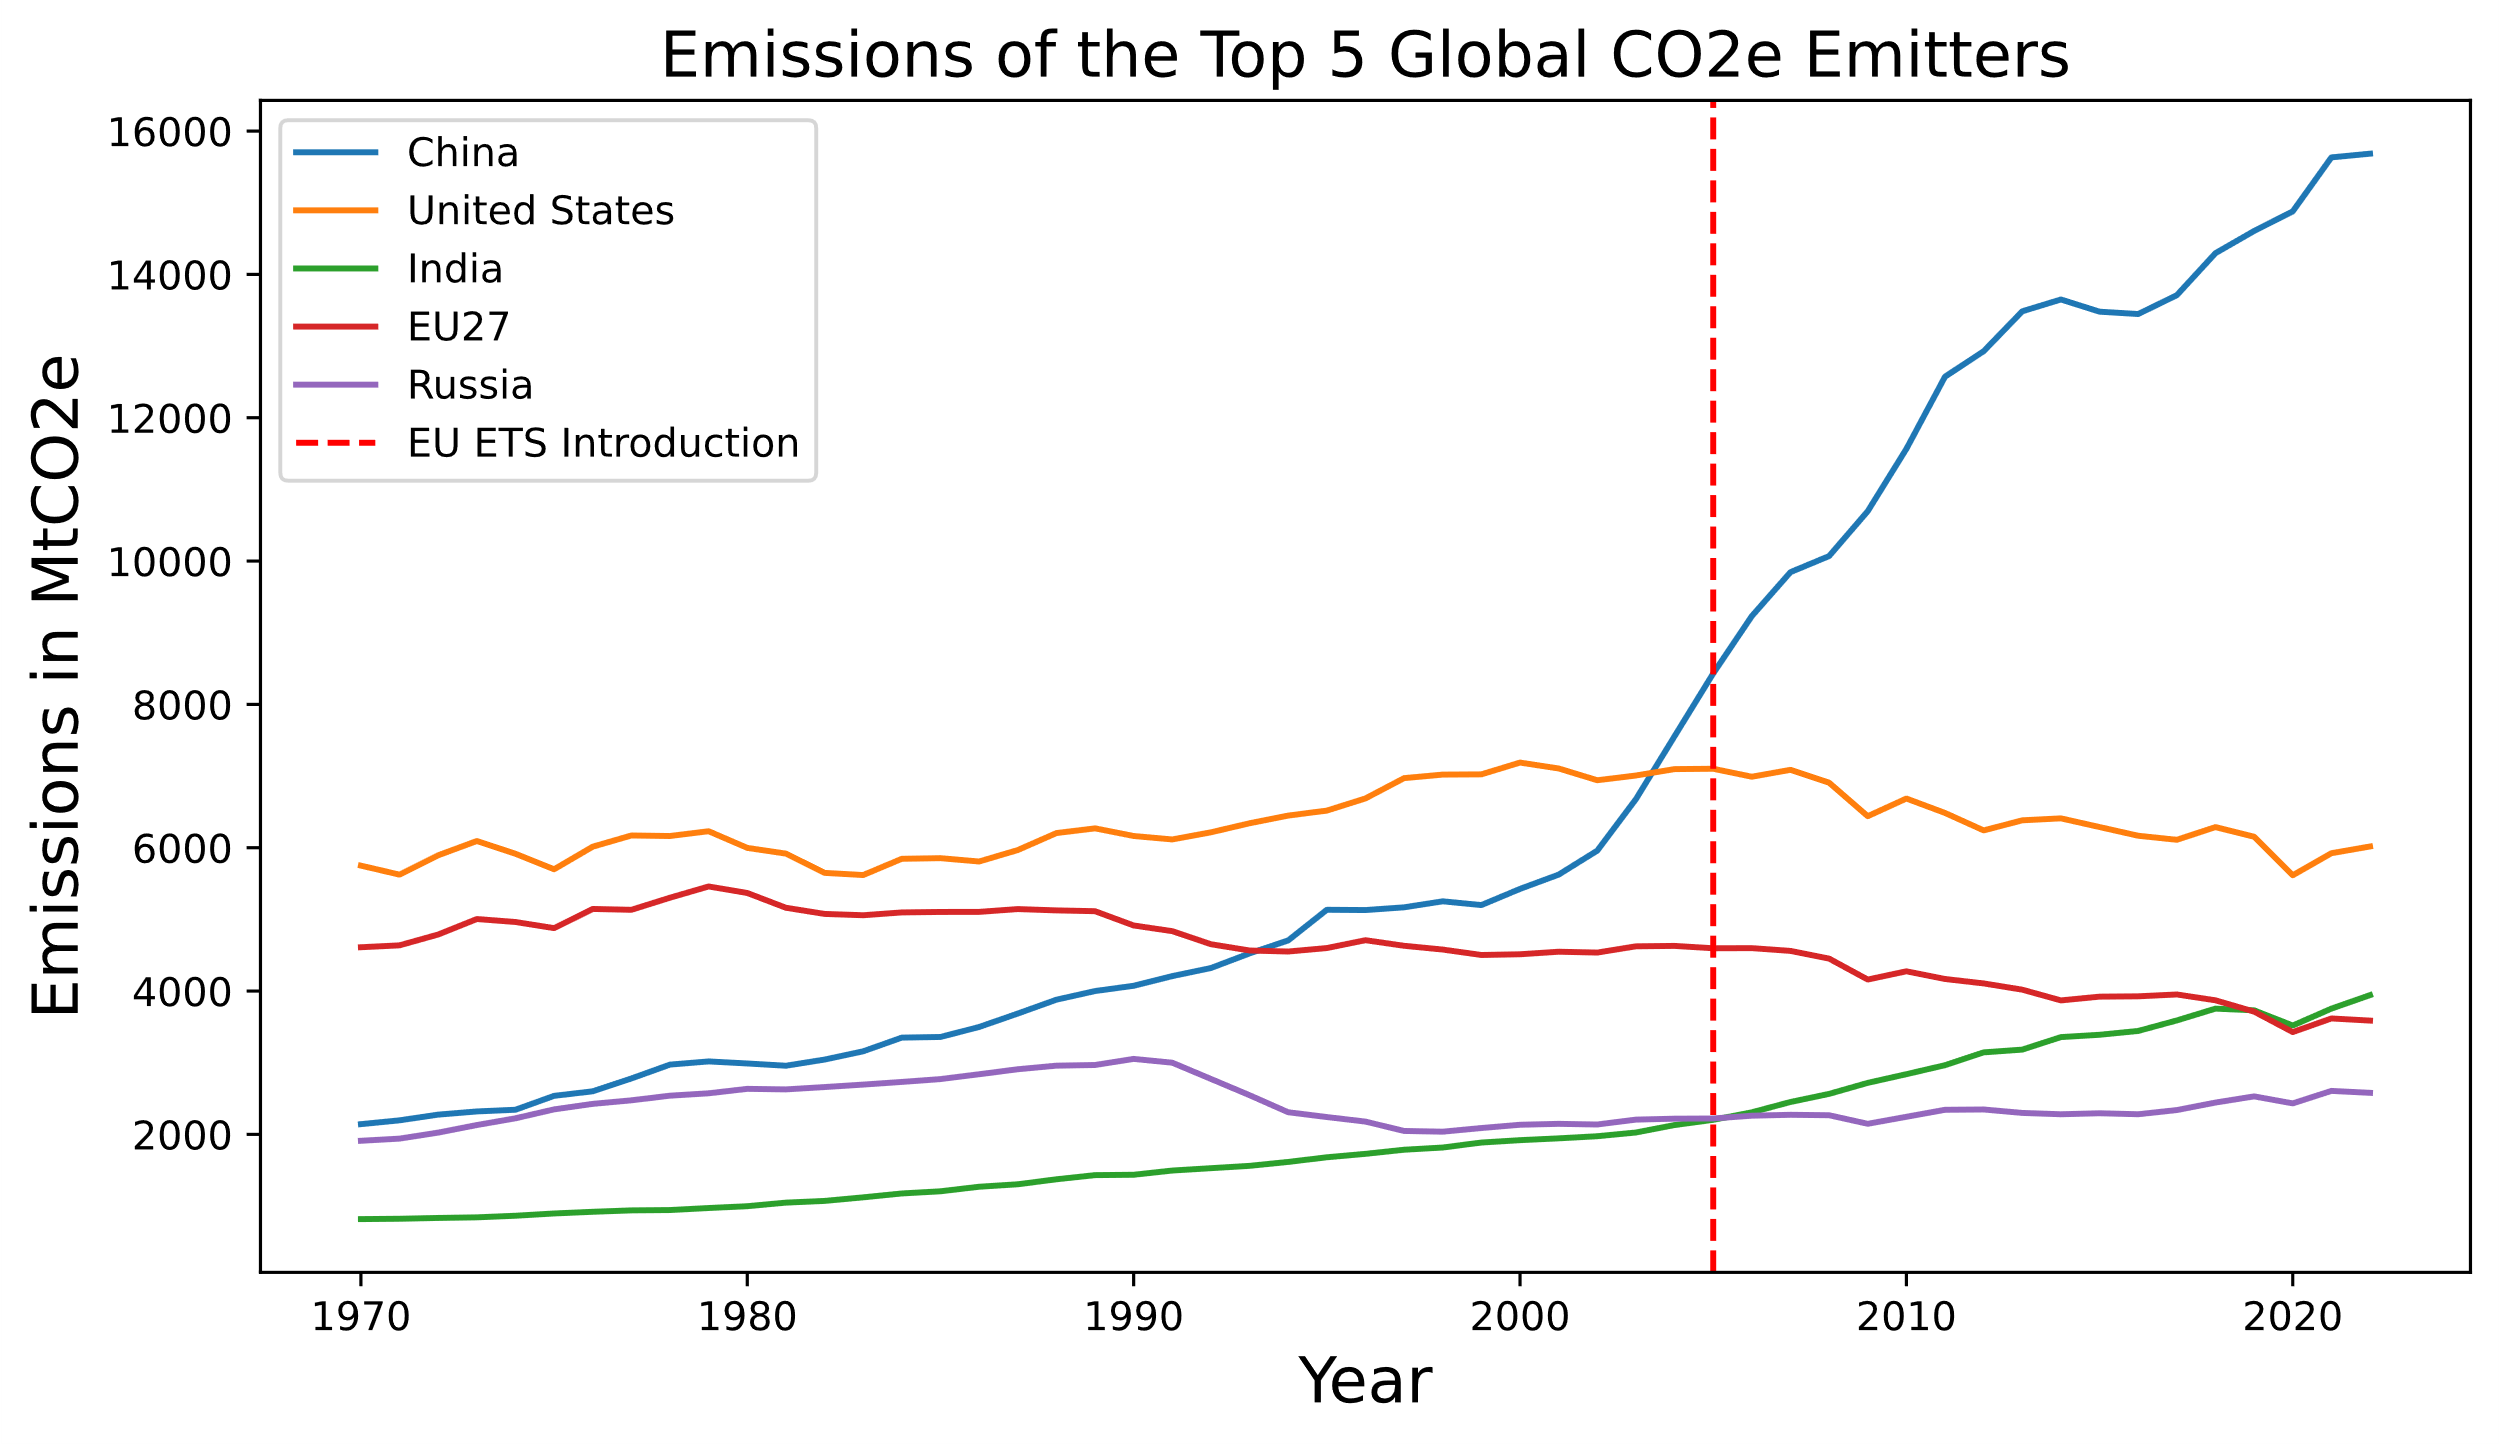 Emissions of the Top 5 Global CO2e Emitters
Emissions in MtCO2e
16000
14000
12000
10000
8000
6000
4000
2000
China
United States
India
EU27
Russia
EU ETS Introduction
1970 1980 1990 2000 2010 2020
Year